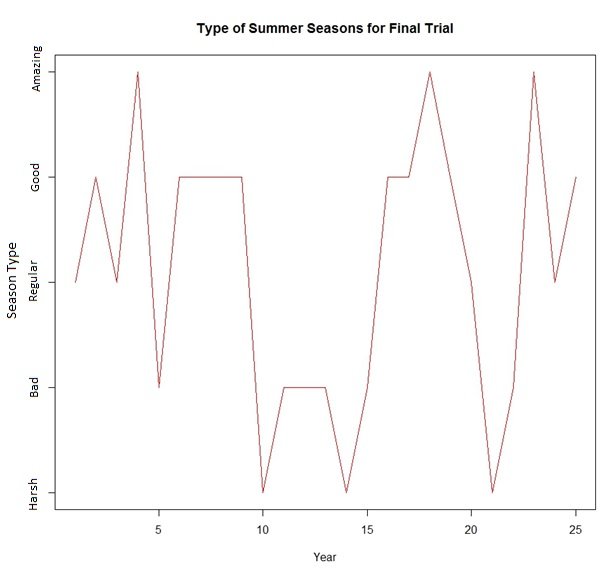 Type of Summer Seasons for Final Trial
Amazing
Good
Regular
Bad
Harsh
Season Type
5 10 15 20 25
Year